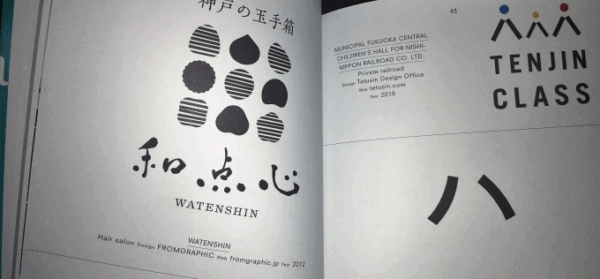 神戸の玉手箱
和点心
WATENSHIN
WATENSHIN
Hair salon Design FROMGRAPHIC Web fromgraphic.jp Year 2012
43
MUNICIPAL FUKUOKA CENTRAL
CHILDREN'S HALL FOR NISHI-
NIPPON RAILROAD CO. LTD.
Private railroad
Design Tetusin Design Office
Web tetusin.com
Year 2016
TENJIN
CLASS
ハ